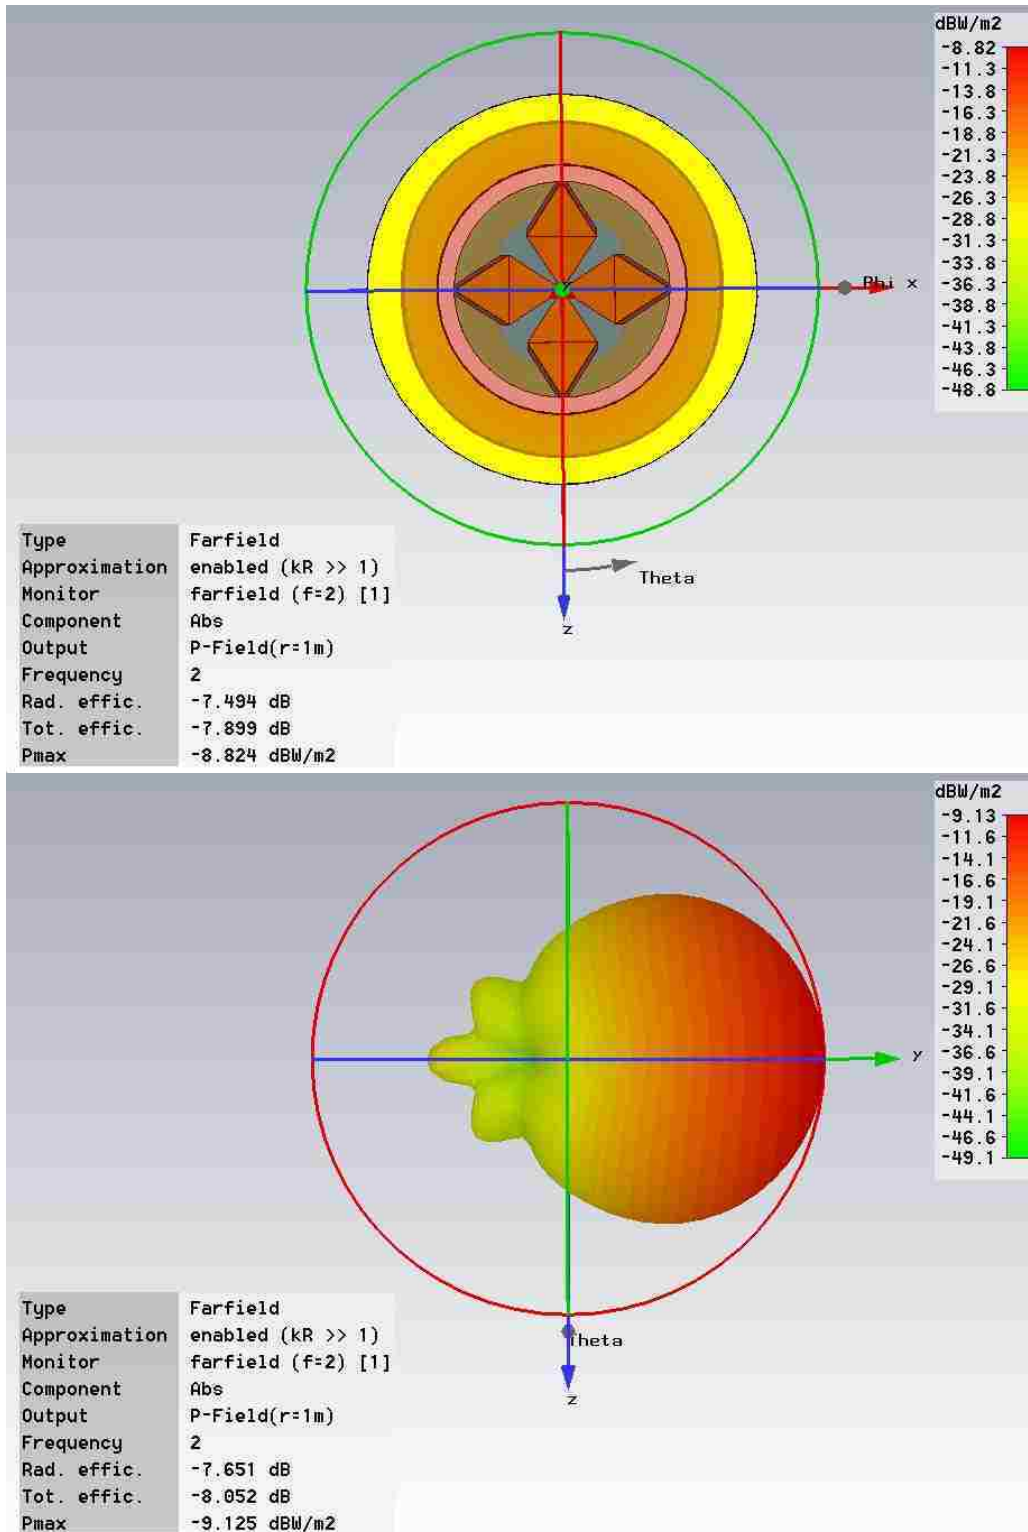 dBW/m2
-8.82
-11.3
-13.8
-16.3
-18.8
-21.3
-23.8
-26.3
-28.8
-31.3
-33.8
-36.3
-38.8
-41.3
-43.8
-46.3
-48.8
Phi x
Theta
z
Type Farfield
Approximation enabled (kR >> 1)
Monitor farfield (f=2) [1]
Component Abs
Output P-Field(r=1m)
Frequency 2
Rad. effic. -7.494 dB
Tot. effic. -7.899 dB
Pmax -8.824 dBW/m2
dBW/m2
-9.13
-11.6
-14.1
-16.6
-19.1
-21.6
-24.1
-26.6
-29.1
-31.6
-34.1
-36.6
-39.1
-41.6
-44.1
-46.6
-49.1
y
Theta
z
Type Farfield
Approximation enabled (kR >> 1)
Monitor farfield (f=2) [1]
Component Abs
Output P-Field(r=1m)
Frequency 2
Rad. effic. -7.651 dB
Tot. effic. -8.052 dB
Pmax -9.125 dBW/m2